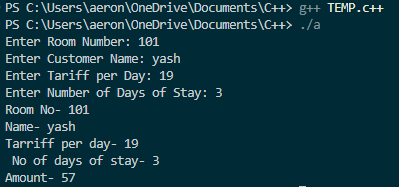 PS C:\Users\aeron\OneDrive\Documents\C++> g++ TEMP.c++
PS C:\Users\aeron\OneDrive\Documents\C++> ./a
Enter Room Number: 101
Enter Customer Name: yash
Enter Tariff per Day: 19
Enter Number of Days of Stay: 3
Room No- 101
Name- yash
Tarriff per day- 19
 No of days of stay- 3
Amount- 57